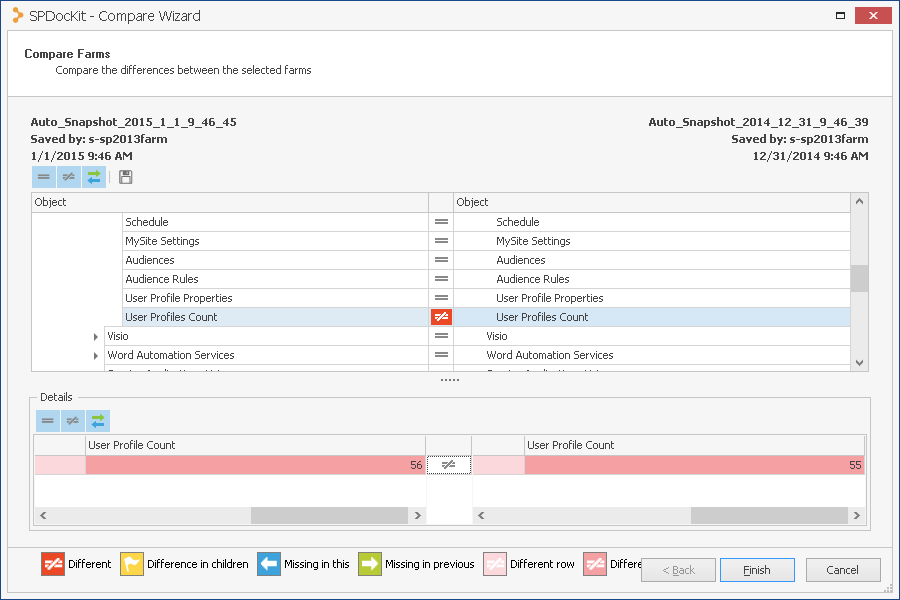 SPDocKit - Compare Wizard
Compare Farms
Compare the differences between the selected farms
Auto_Snapshot_2015_1_1_9_46_45 Auto_Snapshot_2014_12_31_9_46_39
Saved by: s-sp2013farm Saved by: s-sp2013farm
1/1/2015 9:46 AM 12/31/2014 9:46 AM
Object Object
Schedule Schedule
MySite Settings MySite Settings
Audiences Audiences
Audience Rules Audience Rules
User Profile Properties User Profile Properties
User Profiles Count User Profiles Count
Visio Visio
Word Automation Services Word Automation Services
Details
User Profile Count User Profile Count
56 55
Different Difference in children Missing in this Missing in previous Different row Differe < Back Finish Cancel